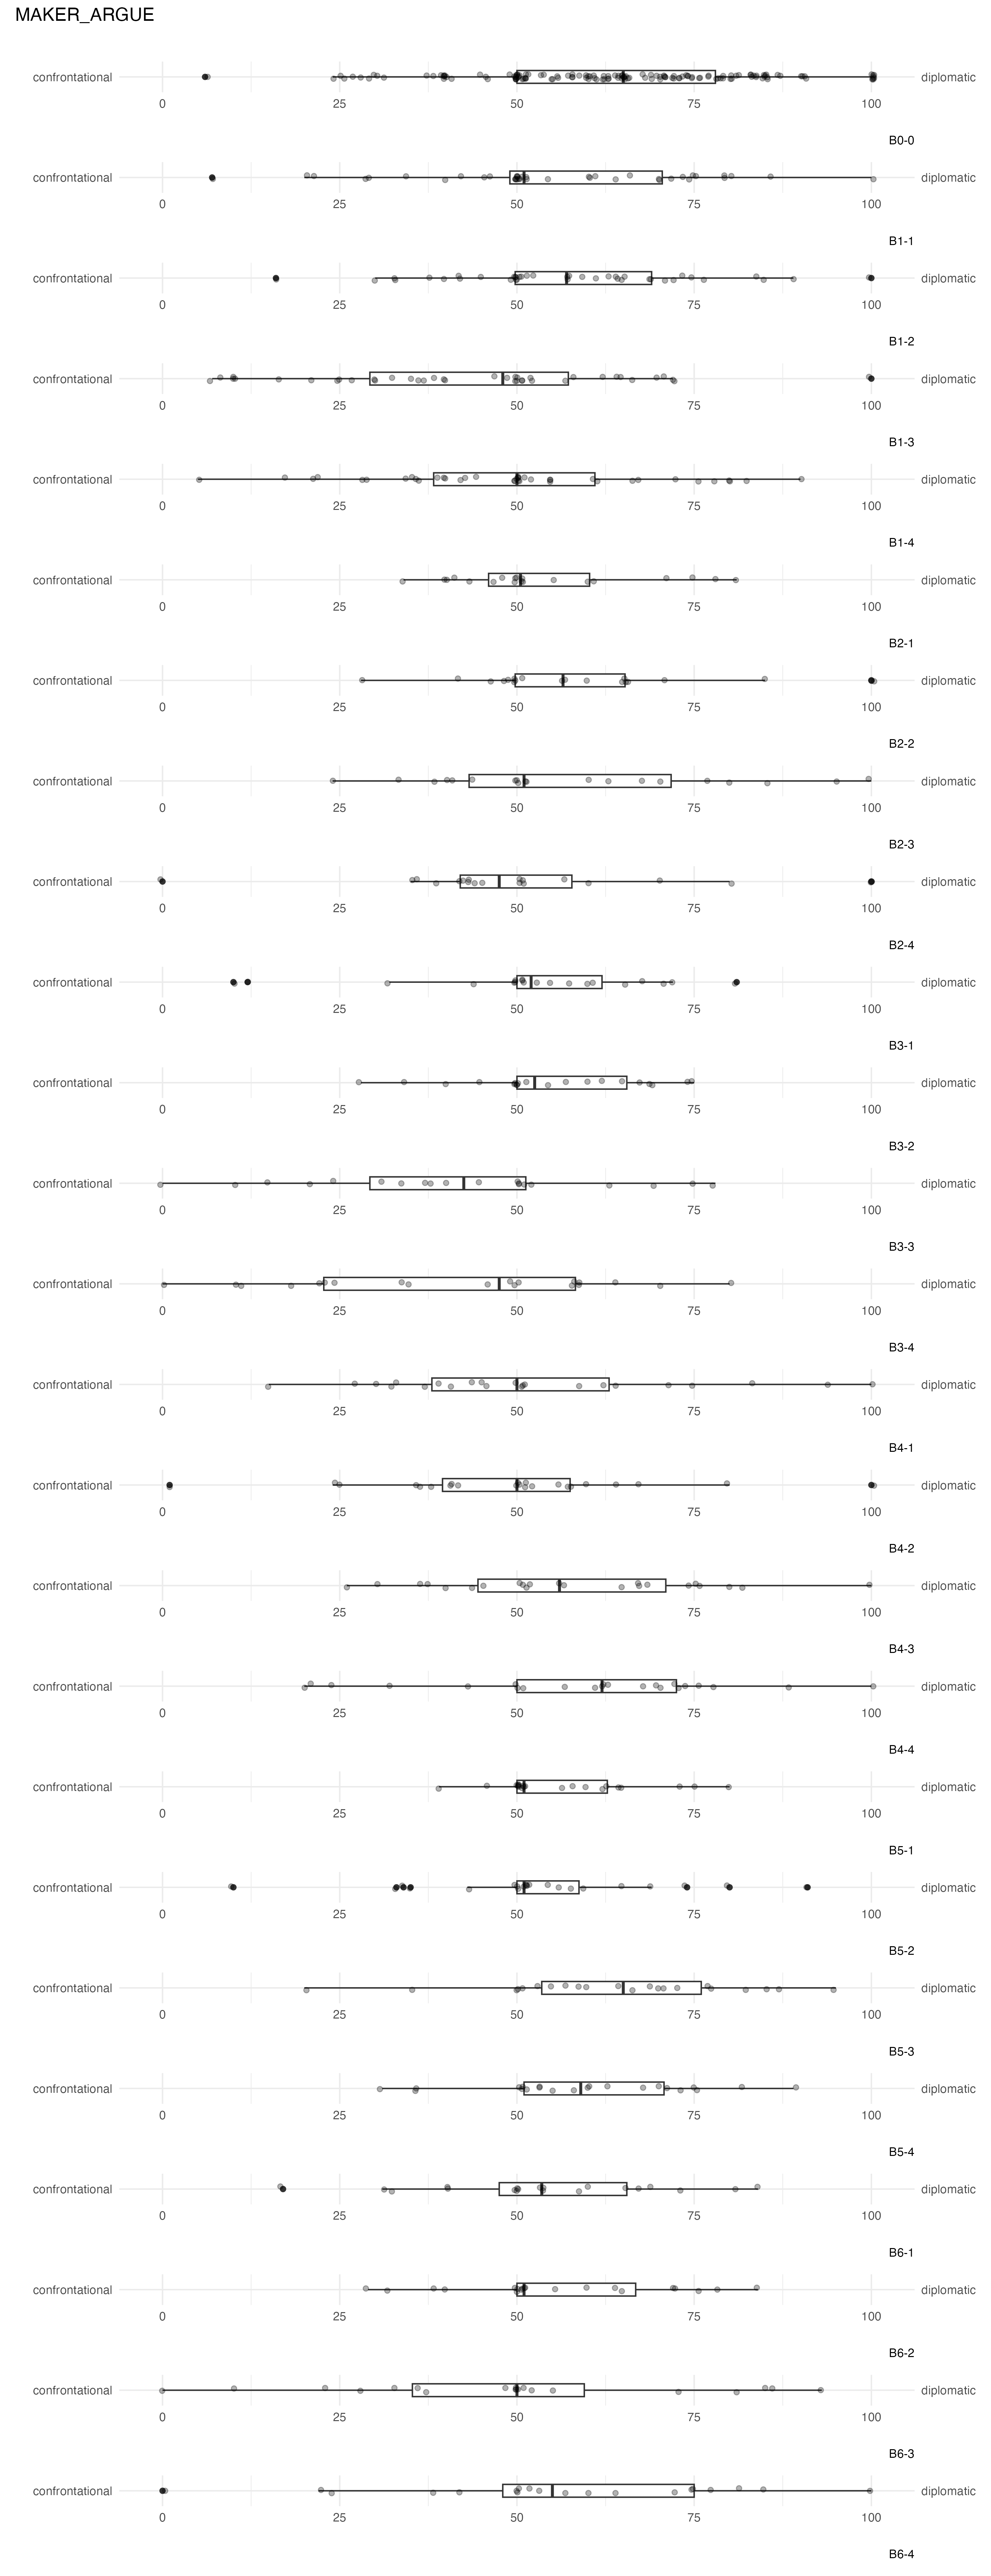 MAKER_ARGUE
confrontational diplomatic
0 25 50 75 100
B0-0
confrontational diplomatic
0 25 50 75 100
B1-1
confrontational diplomatic
0 25 50 75 100
B1-2
confrontational diplomatic
0 25 50 75 100
B1-3
confrontational diplomatic
0 25 50 75 100
B1-4
confrontational diplomatic
0 25 50 75 100
B2-1
confrontational diplomatic
0 25 50 75 100
B2-2
confrontational diplomatic
0 25 50 75 100
B2-3
confrontational diplomatic
0 25 50 75 100
B2-4
confrontational diplomatic
0 25 50 75 100
B3-1
confrontational diplomatic
0 25 50 75 100
B3-2
confrontational diplomatic
0 25 50 75 100
B3-3
confrontational diplomatic
0 25 50 75 100
B3-4
confrontational diplomatic
0 25 50 75 100
B4-1
confrontational diplomatic
0 25 50 75 100
B4-2
confrontational diplomatic
0 25 50 75 100
B4-3
confrontational diplomatic
0 25 50 75 100
B4-4
confrontational diplomatic
0 25 50 75 100
B5-1
confrontational diplomatic
0 25 50 75 100
B5-2
confrontational diplomatic
0 25 50 75 100
B5-3
confrontational diplomatic
0 25 50 75 100
B5-4
confrontational diplomatic
0 25 50 75 100
B6-1
confrontational diplomatic
0 25 50 75 100
B6-2
confrontational diplomatic
0 25 50 75 100
B6-3
confrontational diplomatic
0 25 50 75 100
B6-4